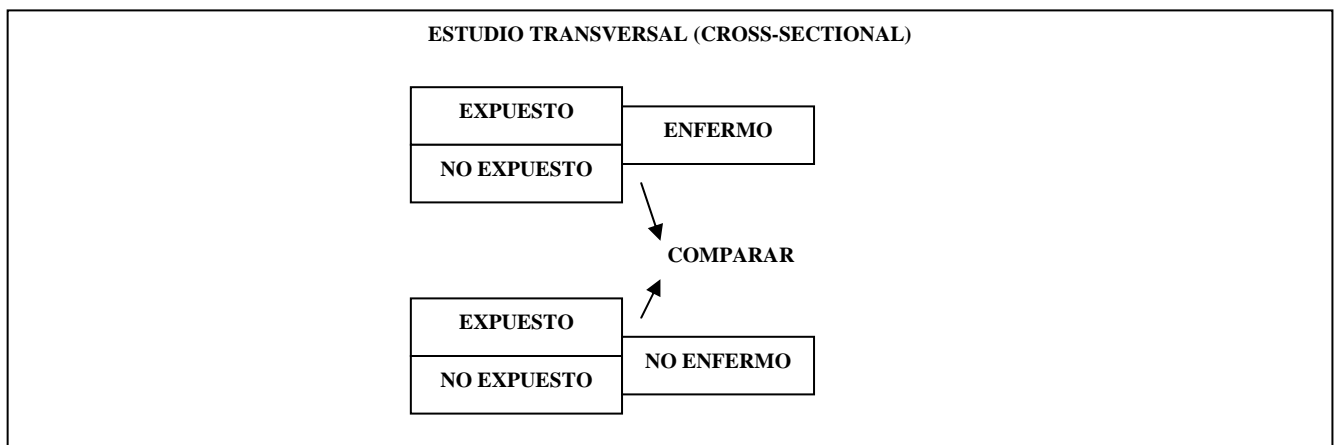 ESTUDIO TRANSVERSAL (CROSS-SECTIONAL)
EXPUESTO
ENFERMO
NO EXPUESTO
COMPARAR
EXPUESTO
NO ENFERMO
NO EXPUESTO